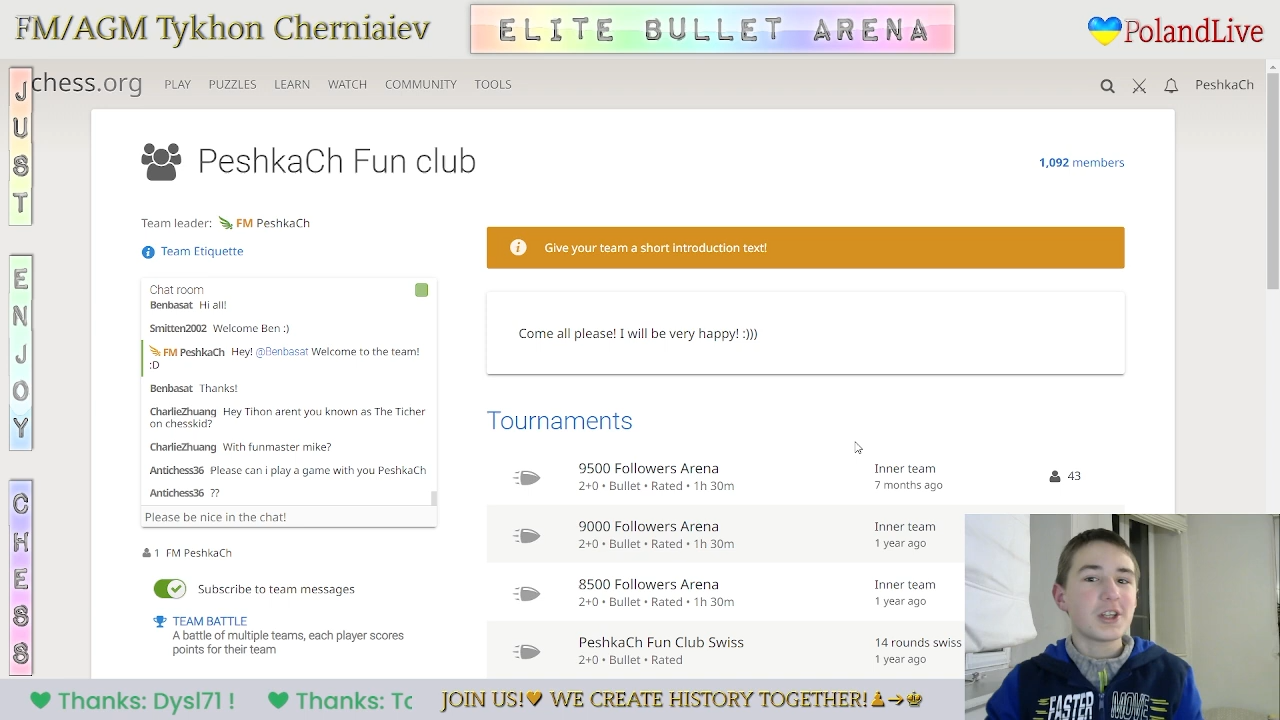 FM/AGM Tykhon Cherniaiev
ELITE BULLET ARENA
PolandLive
JUST
ENJOY
CHESS
chess.org
PLAY
PUZZLES
LEARN
WATCH
COMMUNITY
TOOLS
PeshkaCh
PeshkaCh Fun club
1,092 members
Team leader: FM PeshkaCh
Team Etiquette
Give your team a short introduction text!
Come all please! I will be very happy! :)))
Chat room
Benbasat Hi all!
Smitten2002 Welcome Ben :)
FM PeshkaCh Hey! @Benbasat Welcome to the team!
:D
Benbasat Thanks!
CharlieZhuang Hey Tihon arent you known as The Ticher
on chesskid?
CharlieZhuang With funmaster mike?
Antichess36 Please can i play a game with you PeshkaCh
Antichess36 ??
Please be nice in the chat!
1 FM PeshkaCh
Subscribe to team messages
TEAM BATTLE
A battle of multiple teams, each player scores
points for their team
Tournaments
9500 Followers Arena
2+0 • Bullet • Rated • 1h 30m
Inner team
7 months ago
43
9000 Followers Arena
2+0 • Bullet • Rated • 1h 30m
Inner team
1 year ago
8500 Followers Arena
2+0 • Bullet • Rated • 1h 30m
Inner team
1 year ago
PeshkaCh Fun Club Swiss
2+0 • Bullet • Rated
14 rounds swiss
1 year ago
FASTER MOVE
Thanks: Dysl71 !
Thanks:
JOIN US!♥ WE CREATE HISTORY TOGETHER!♟→♚